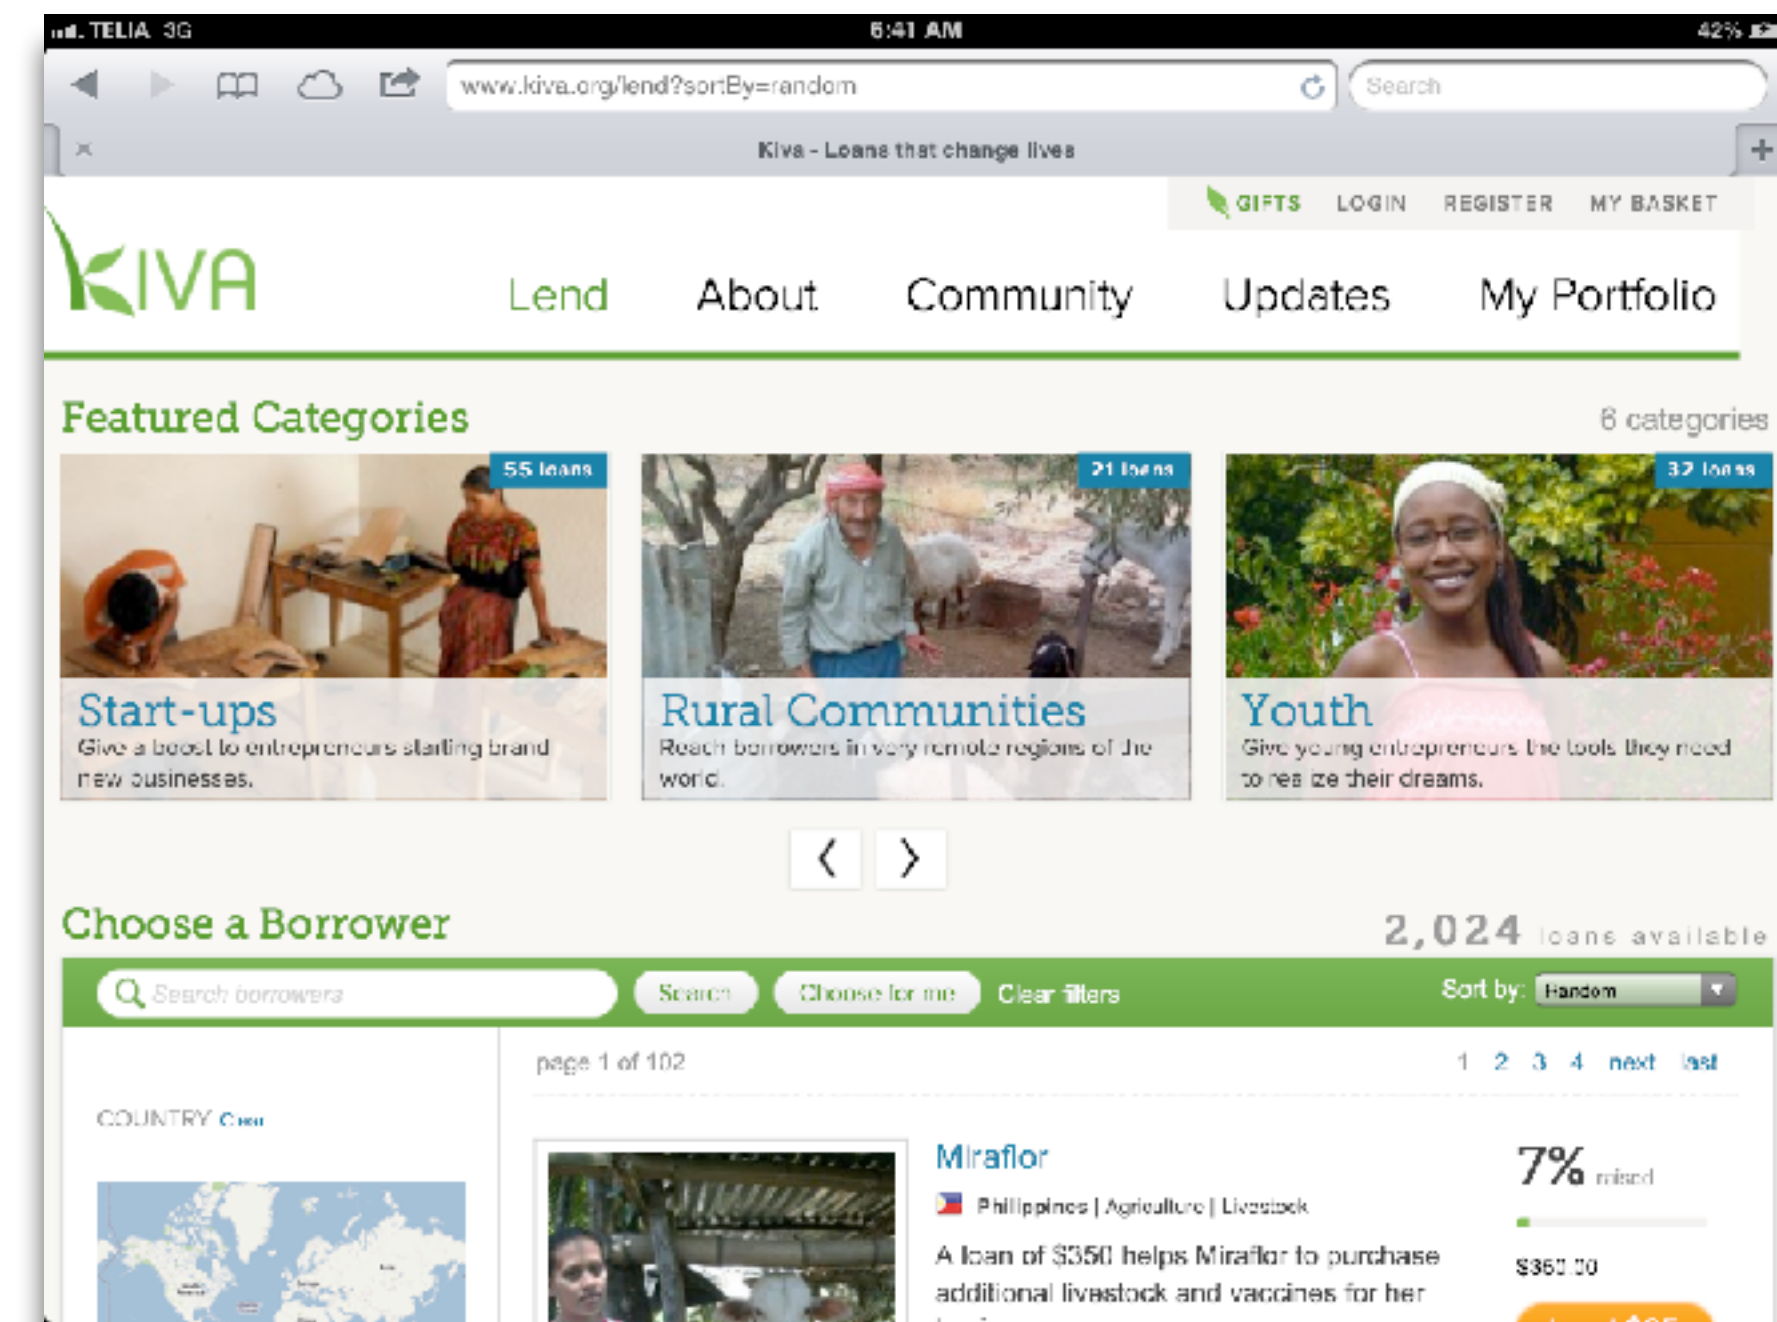 TELIA 3G
6:41 AM
42%
www.kiva.org/lend?sortBy=random
Search
Kiva - Loans that change lives
GIFTS LOGIN REGISTER MY BASKET
KIVA
Lend About Community Updates My Portfolio
Featured Categories
6 categories
55 loans
21 loans
32 loans
Start-ups
Give a boost to entrepreneurs starting brand
new businesses.
Rural Communities
Reach borrowers in very remote regions of the
world.
Youth
Give young entrepreneurs the tools they need
to realize their dreams.
Choose a Borrower
2,024 loans available
Search borrowers
Search
Choose for me
Clear filters
Sort by: Random
page 1 of 102
1 2 3 4 next last
COUNTRY Clear
Miraflor
Philippines | Agriculture | Livestock
A loan of $350 helps Miraflor to purchase
additional livestock and vaccines for her
7% raised
$350.00